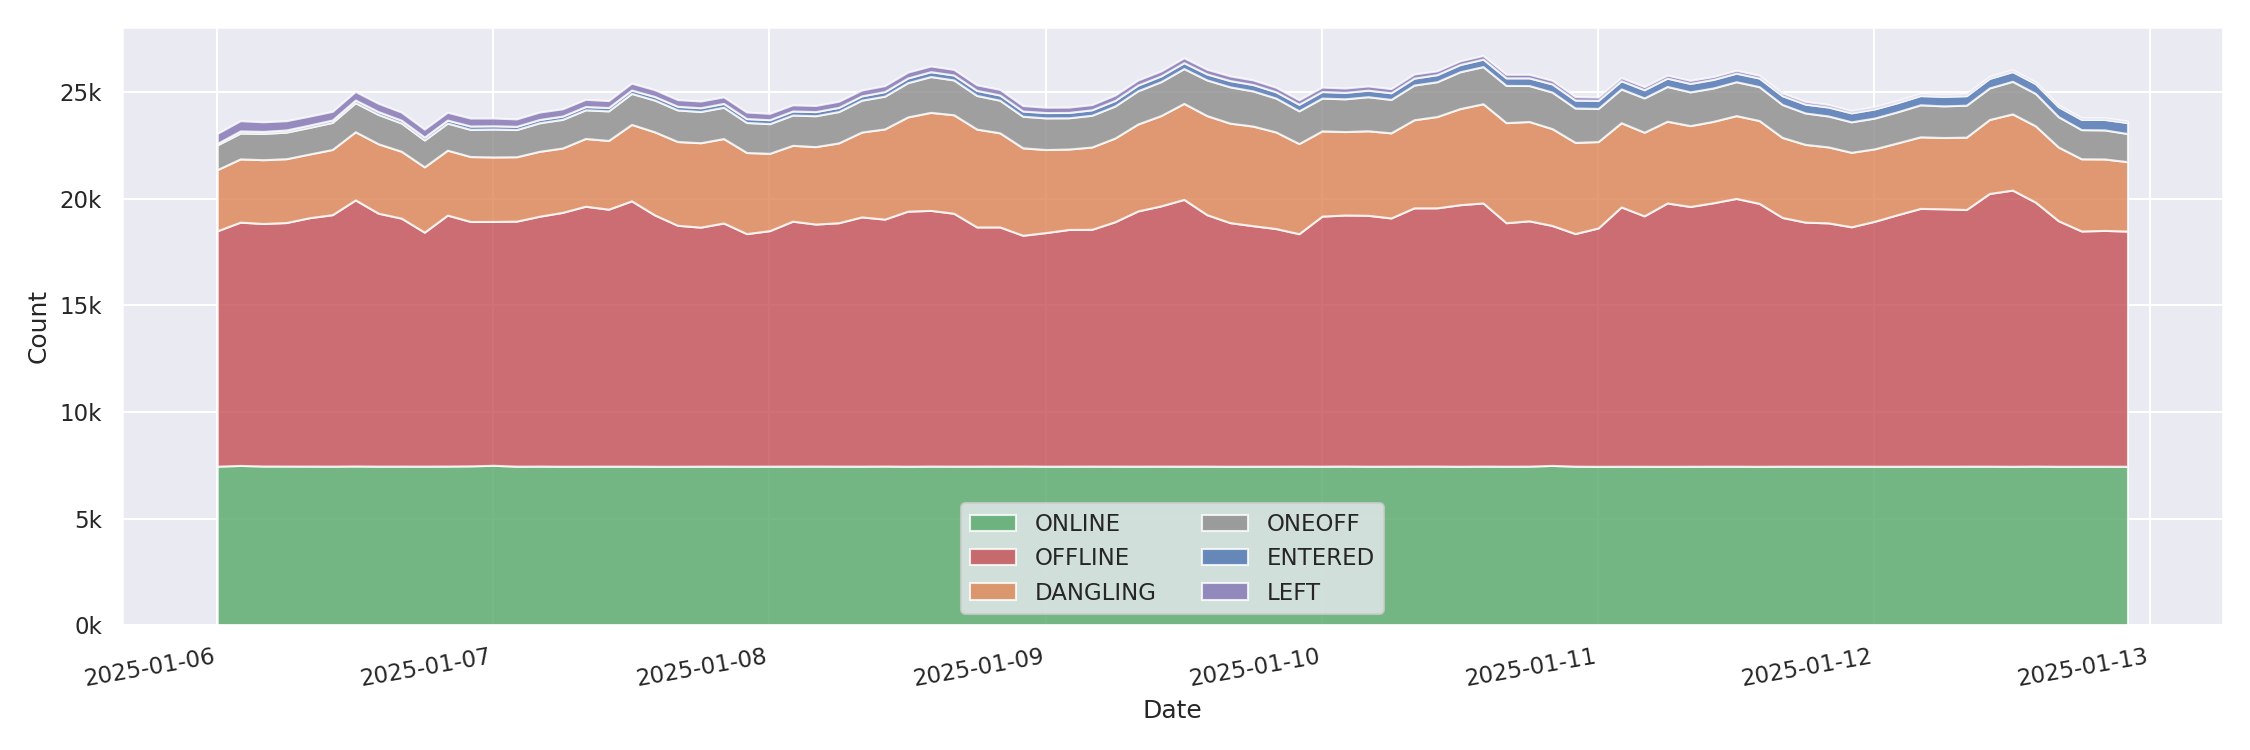 25k
20k
15k
10k
5k
0k
Count
ONLINE
OFFLINE
DANGLING
ONEOFF
ENTERED
LEFT
2025-01-06
2025-01-07
2025-01-08
2025-01-09
2025-01-10
2025-01-11
2025-01-12
2025-01-13
Date